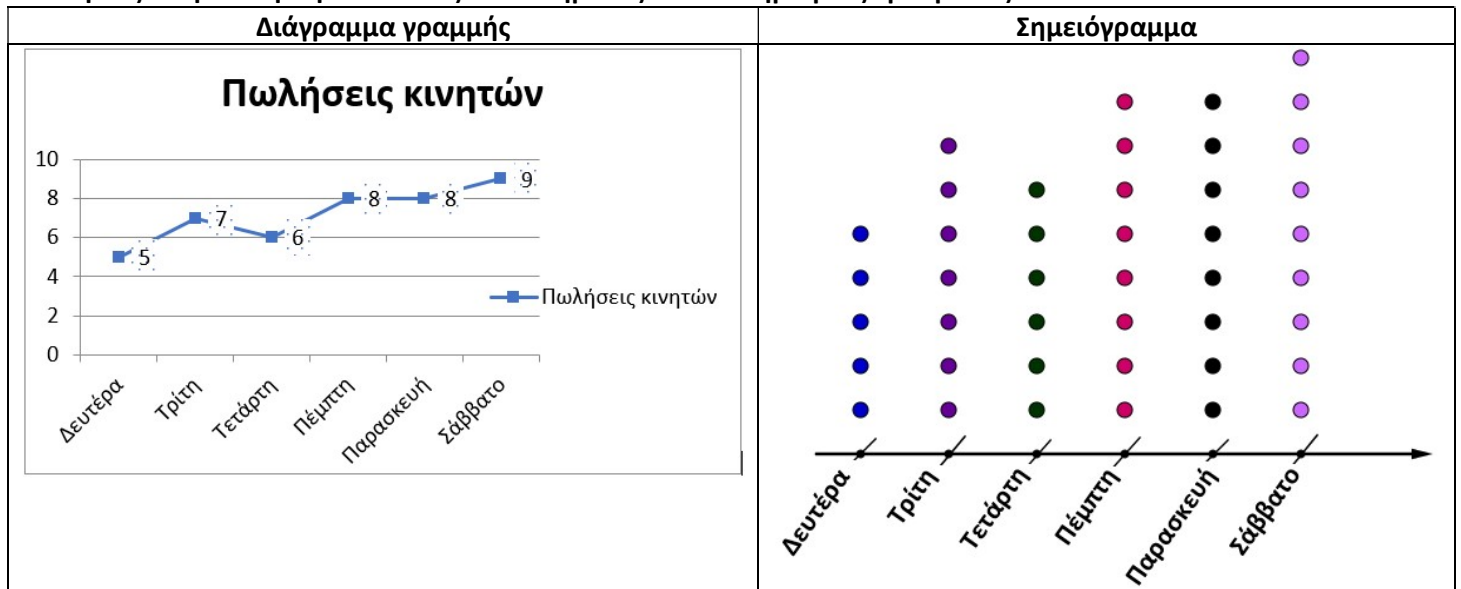 Διάγραμμα γραμμής
Σημειόγραμμα
Πωλήσεις κινητών
10
8
6
4
2
0
5
7
6
8
8
9
Πωλήσεις κινητών
Δευτέρα
Τρίτη
Τετάρτη
Πέμπτη
Παρασκευή
Σάββατο
Δευτέρα
Τρίτη
Τετάρτη
Πέμπτη
Παρασκευή
Σάββατο